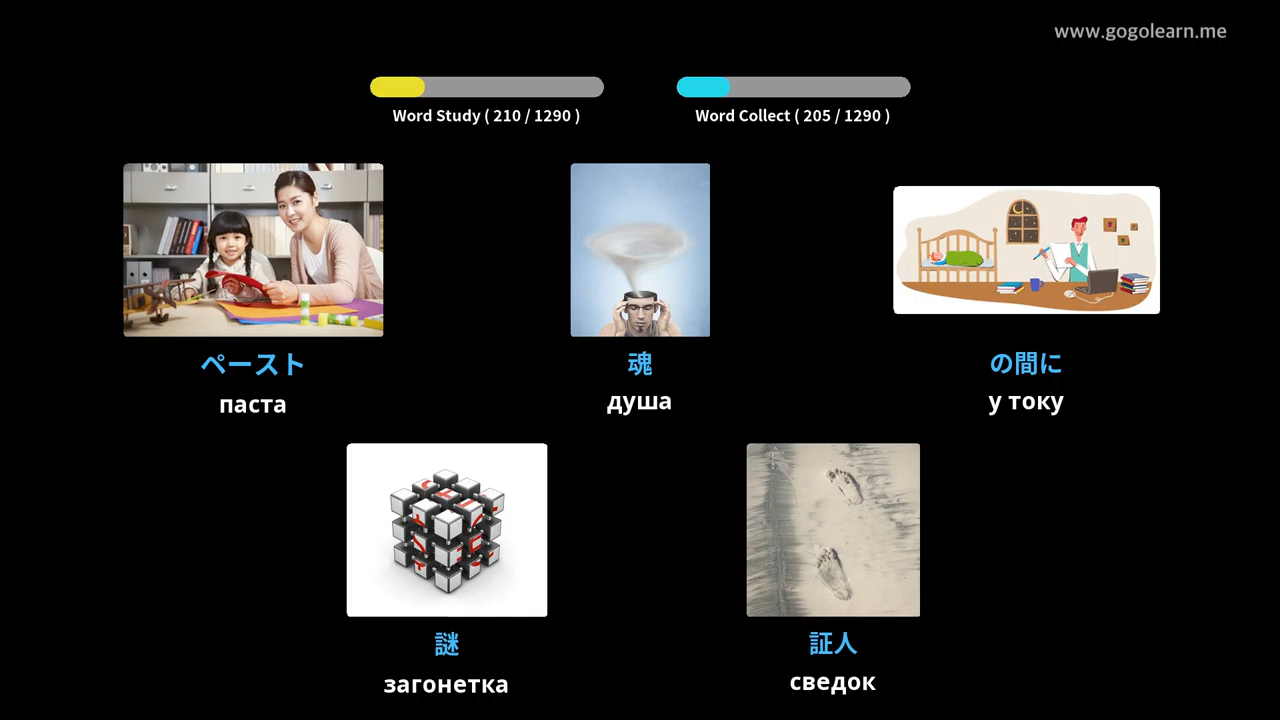 www.gogolearn.me
Word Study ( 210 / 1290 )
Word Collect ( 205 / 1290 )
ペースト
паста
魂
душа
の間に
у току
謎
загонетка
証人
сведок